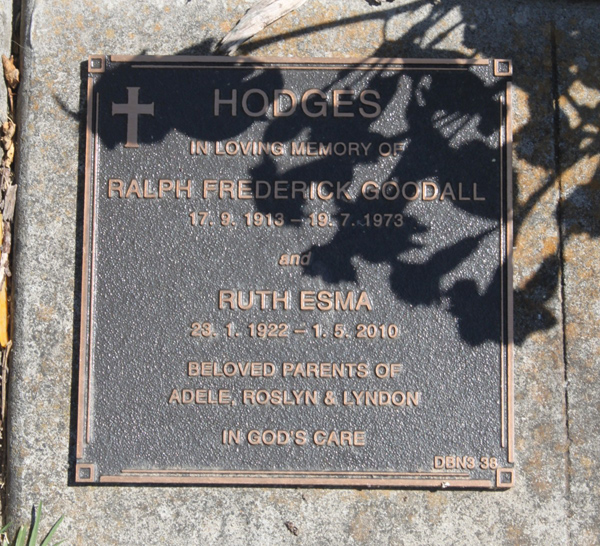 HODGES
IN LOVING MEMORY OF
RALPH FREDERICK GOODALL
17. 9. 1913 – 19. 7. 1973
and
RUTH ESMA
23. 1. 1922 – 1. 5. 2010
BELOVED PARENTS OF
ADELE, ROSLYN & LYNDON
IN GOD'S CARE
DBN3 38